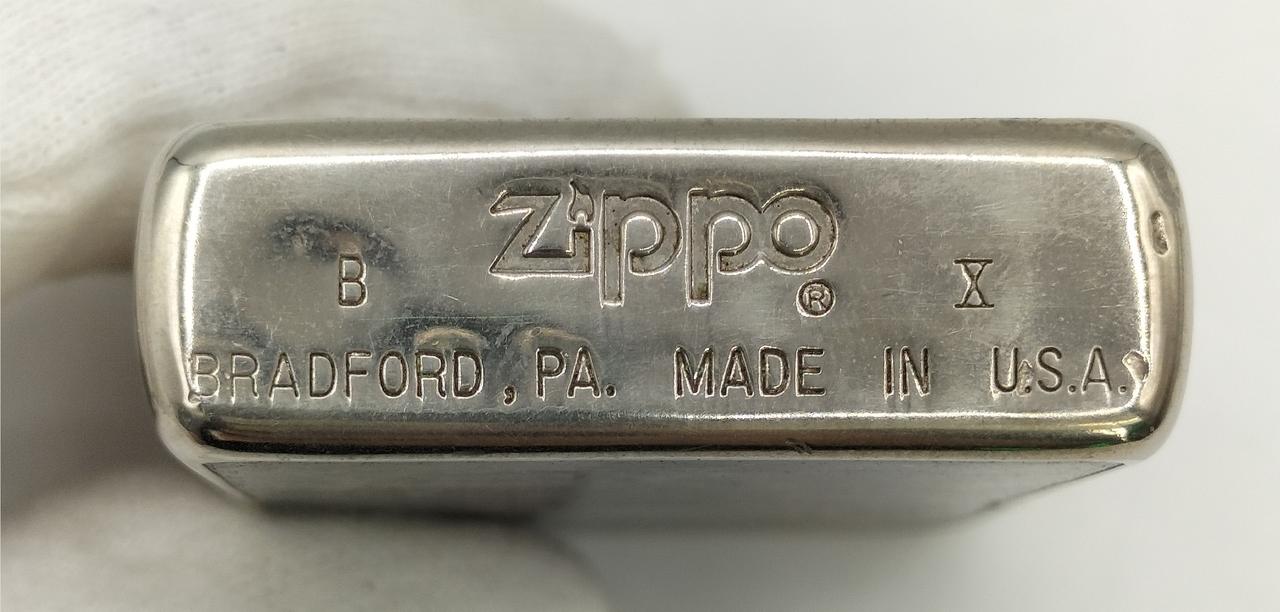 Zippo
B ® X
BRADFORD, PA. MADE IN U.S.A.